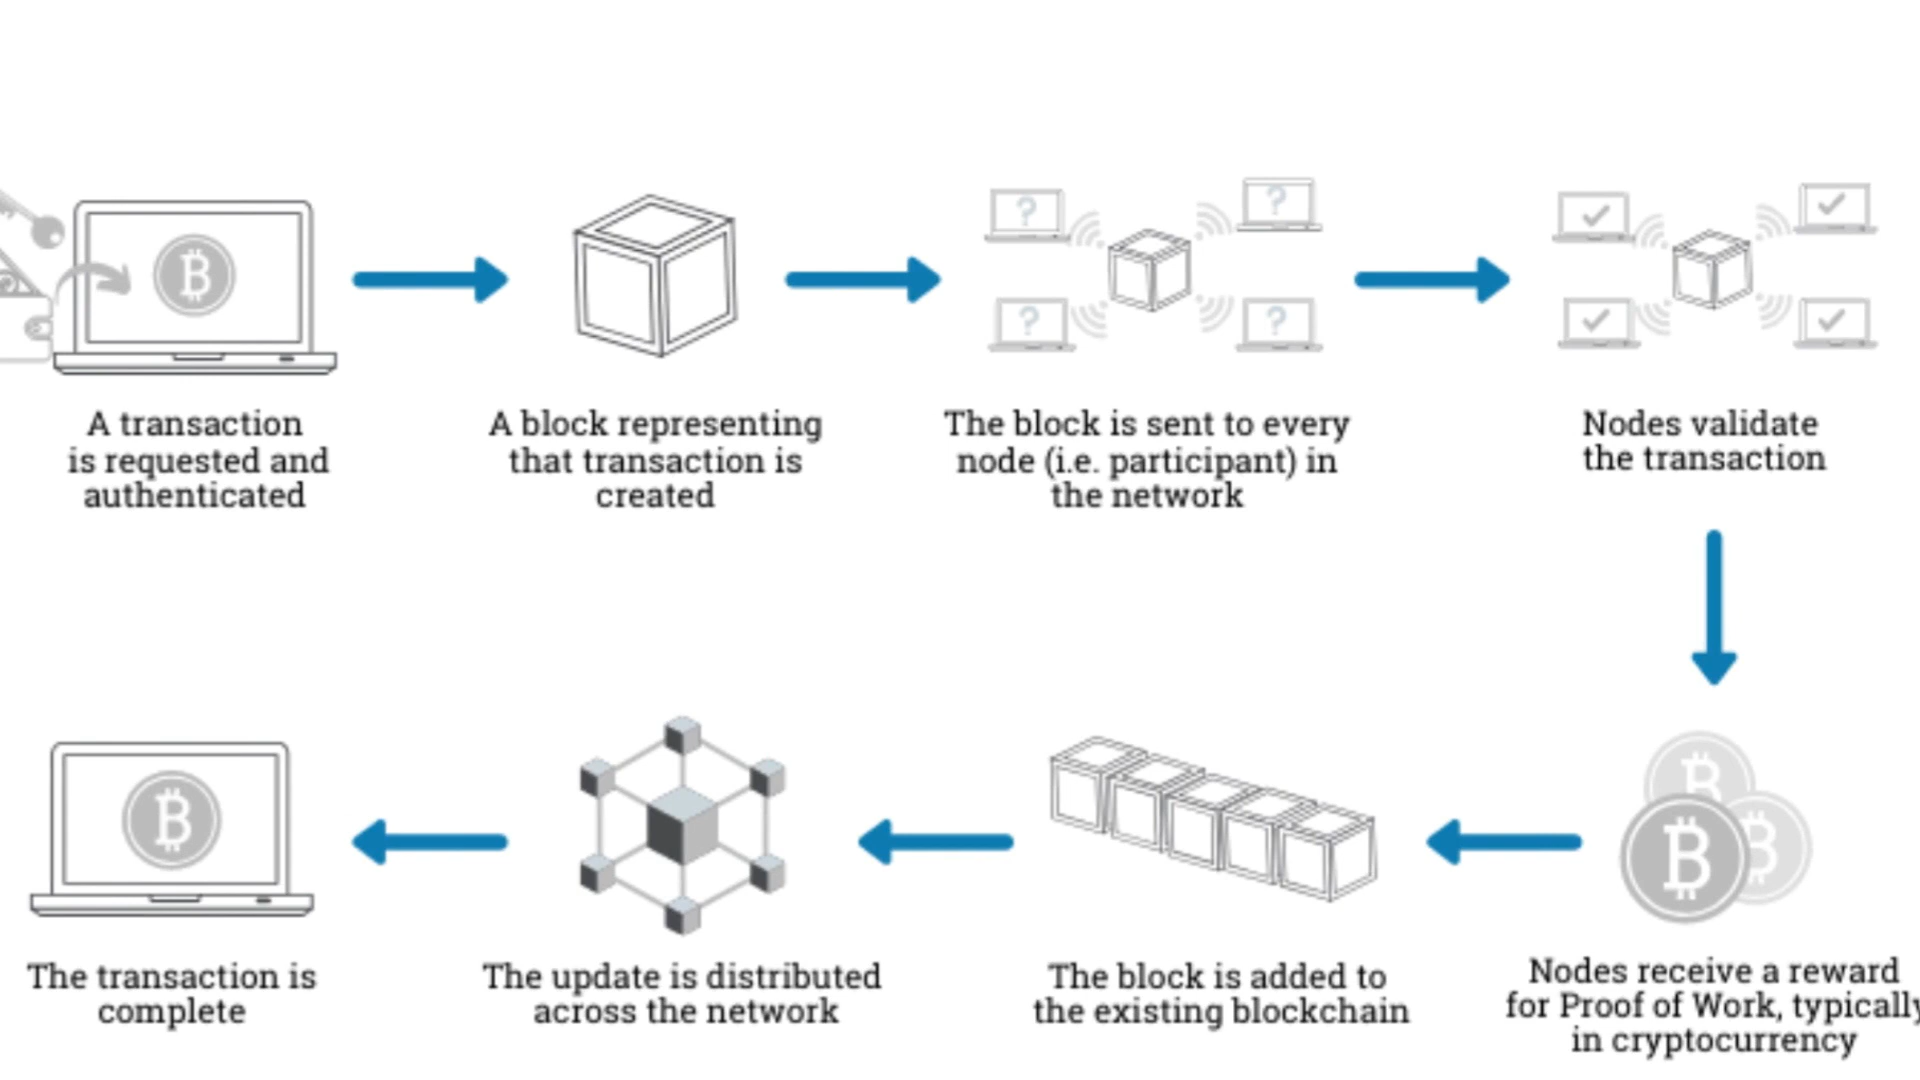 A transaction
is requested and
authenticated
A block representing
that transaction is
created
The block is sent to every
node (i.e. participant) in
the network
Nodes validate
the transaction
The transaction is
complete
The update is distributed
across the network
The block is added to
the existing blockchain
Nodes receive a reward
for Proof of Work, typically
in cryptocurrency